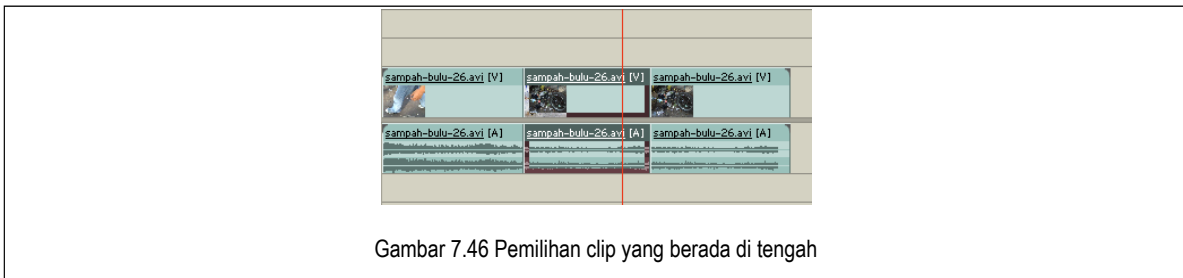 sampah-bulu-26.avi [V] sampah-bulu-26.avi [V] sampah-bulu-26.avi [V]
sampah-bulu-26.avi [A] sampah-bulu-26.avi [A] sampah-bulu-26.avi [A]
Gambar 7.46 Pemilihan clip yang berada di tengah